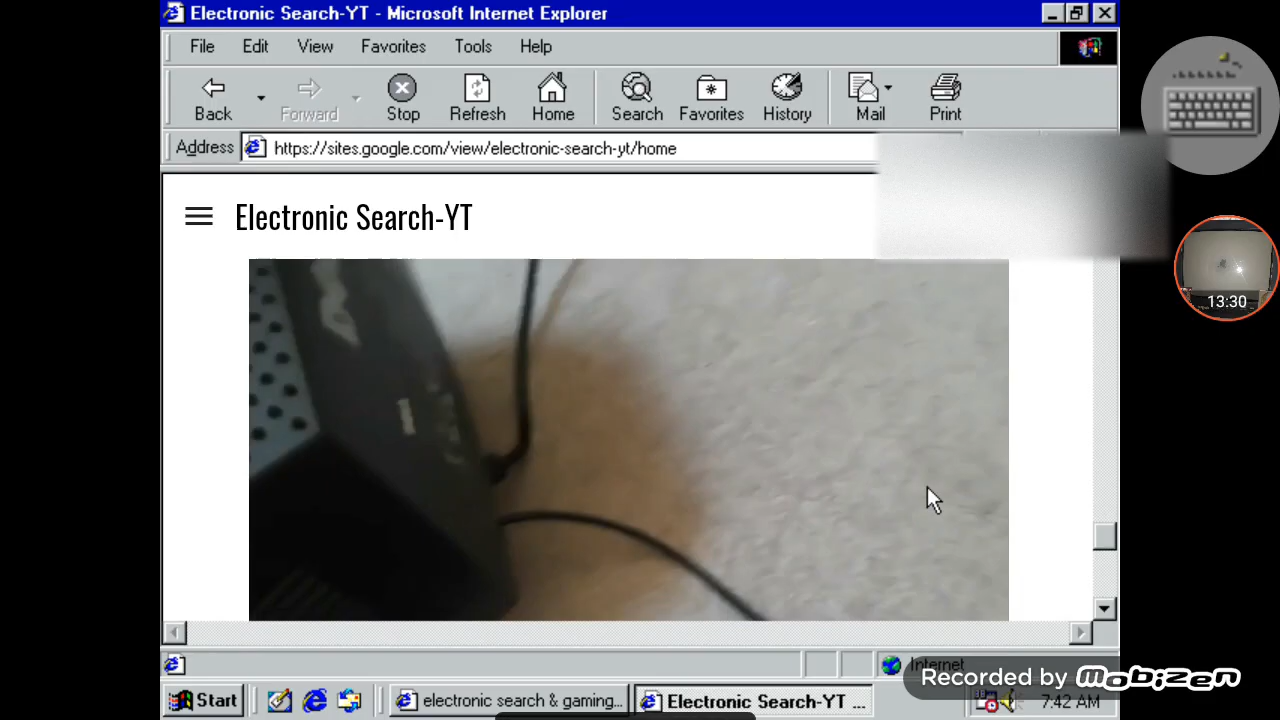 Electronic Search-YT - Microsoft Internet Explorer
File Edit View Favorites Tools Help
Back Forward Stop Refresh Home Search Favorites History Mail Print
Address https://sites.google.com/view/electronic-search-yt/home
Electronic Search-YT
13:30
Internet
Recorded by mobizen
Start electronic search & gaming... Electronic Search-YT ... 7:42 AM